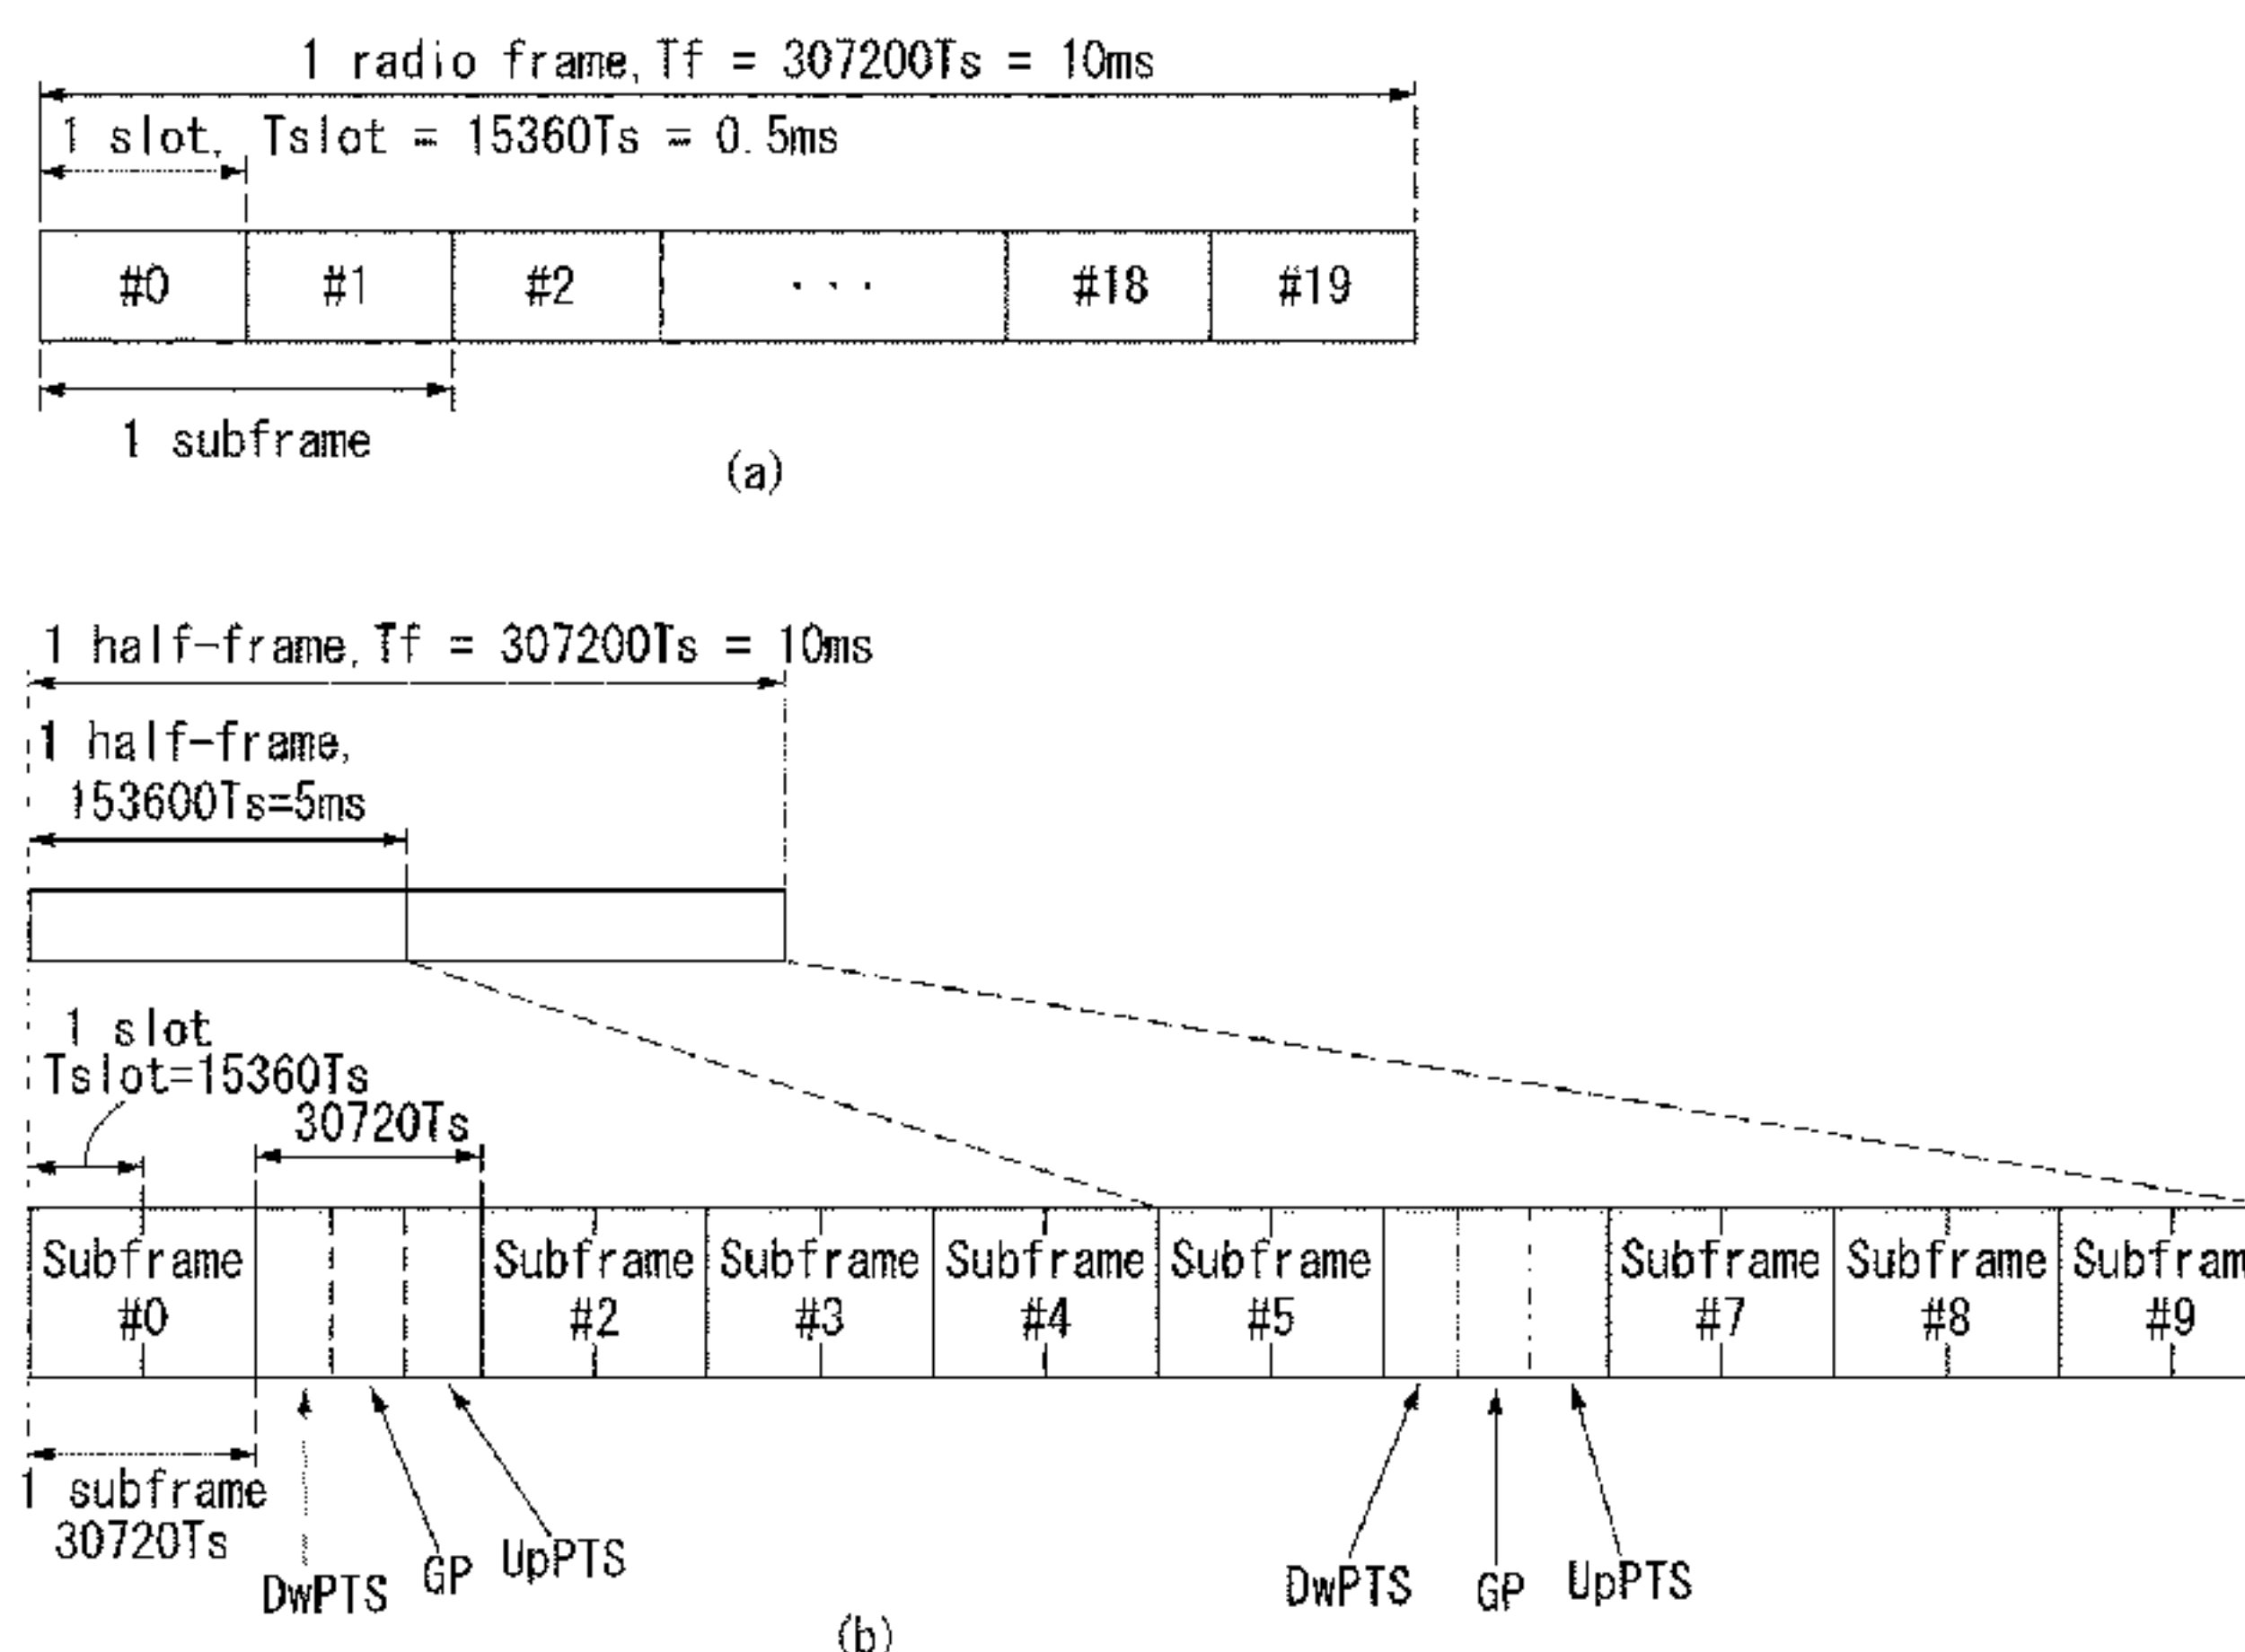 1 radio frame, Tf = 307200Ts = 10ms
1 slot, Tslot = 15360Ts = 0.5ms
#0 #1 #2 ... #18 #19
1 subframe
(a)
1 half-frame, Tf = 307200Ts = 10ms
1 half-frame,
153600Ts=5ms
1 slot
Tslot=15360Ts
30720Ts
Subframe Subframe Subframe Subframe Subframe Subframe Subframe Subfram
#0 #2 #3 #4 #5 #7 #8 #9
1 subframe
30720Ts
DwPTS GP UpPTS DwPTS GP UpPTS
(b)